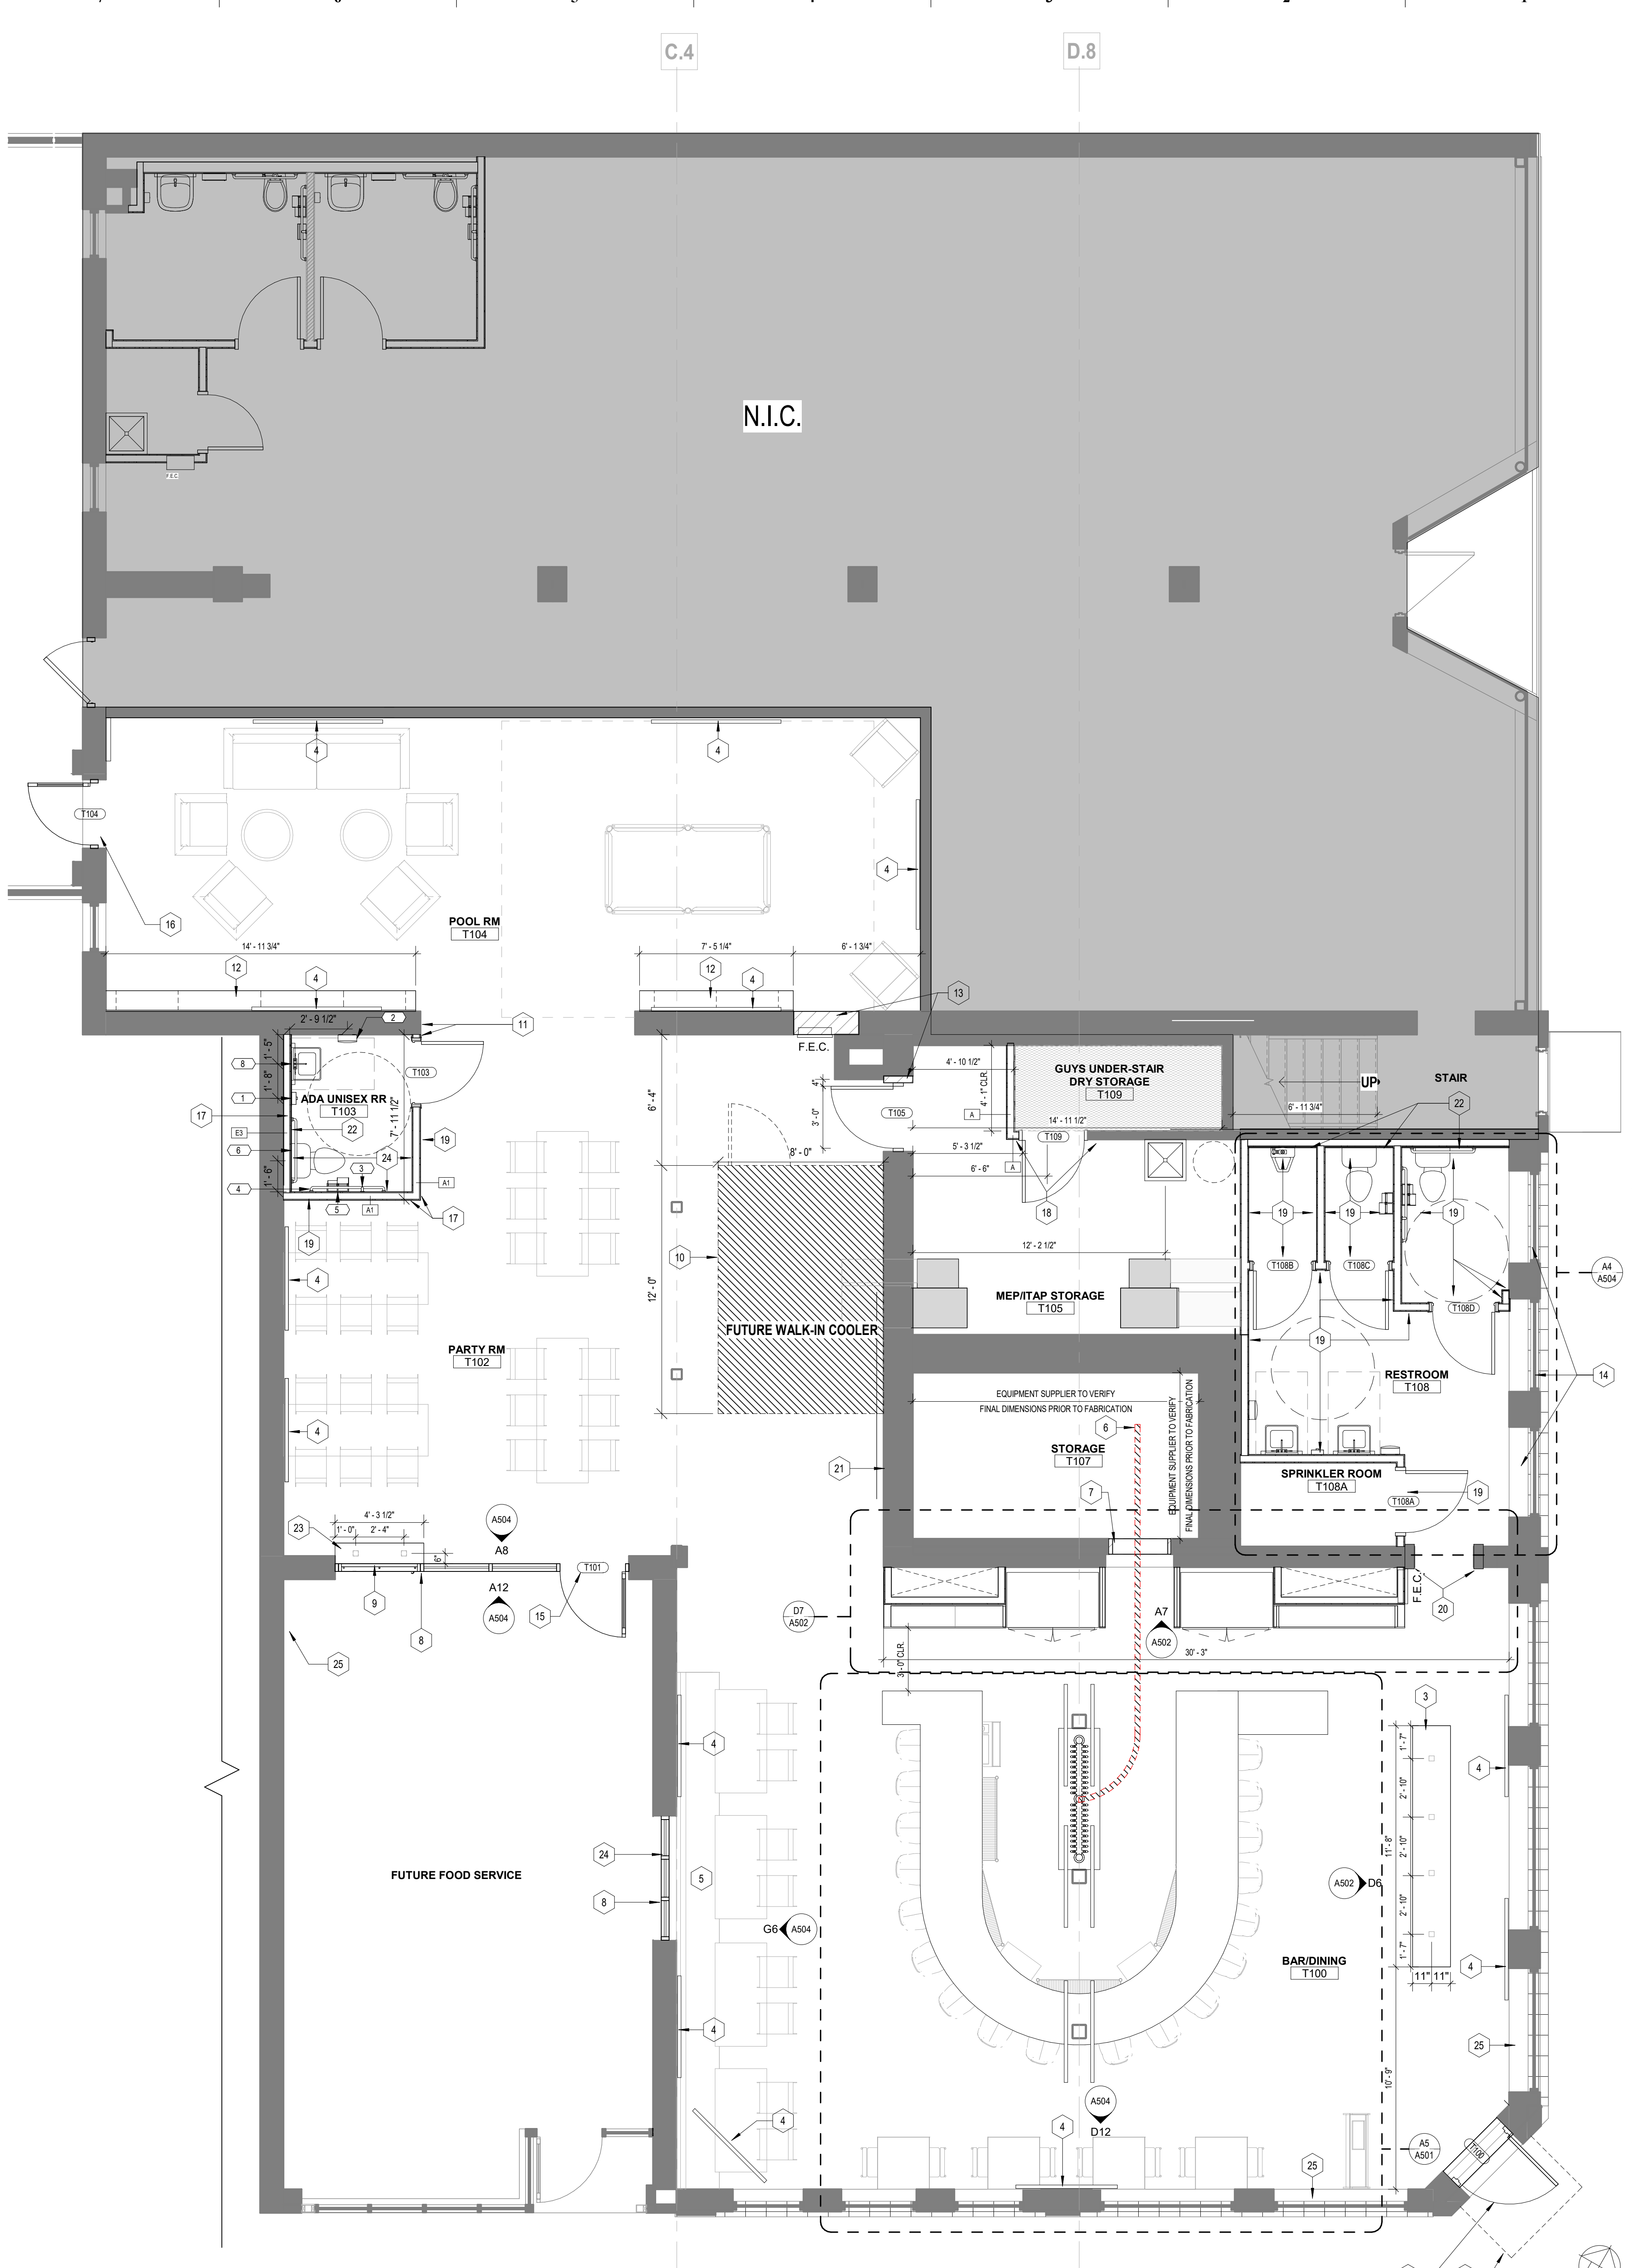 C.4
D.8
N.I.C.
F.E.C.
T104
4
4
4
16
POOL RM
T104
14' - 11 3/4"
7' - 5 1/4"
6' - 1 3/4"
12
4
12
4
13
2' - 9 1/2"
2
11
F.E.C.
1' - 5"
8
1' - 8"
T103
1
ADA UNISEX RR
T103
17
22
7' - 11 1/2"
19
E3
6
24
3
1' - 6"
4
5
A1
A1
17
19
6' - 4"
4"
3' - 0"
T105
8' - 0"
4' - 10 1/2"
4' - 1" CLR.
GUYS UNDER-STAIR
DRY STORAGE
T109
A
14' - 11 1/2"
T109
5' - 3 1/2"
A
6' - 6"
18
UP
STAIR
6' - 11 3/4"
22
19
19
19
T108B
T108C
T108D
A4
A504
12' - 2 1/2"
10
12' - 0"
4
MEP/ITAP STORAGE
T105
FUTURE WALK-IN COOLER
PARTY RM
T102
19
RESTROOM
T108
14
EQUIPMENT SUPPLIER TO VERIFY
FINAL DIMENSIONS PRIOR TO FABRICATION
EQUIPMENT SUPPLIER TO VERIFY
FINAL DIMENSIONS PRIOR TO FABRICATION
4
6
STORAGE
T107
21
7
SPRINKLER ROOM
T108A
19
T108A
4' - 3 1/2"
23
1' - 0"
2' - 4"
6"
A504
A8
T101
9
A12
A504
15
8
25
D7
A502
A7
A502
F.E.C.
20
30' - 3"
3' - 0" CLR.
3
1' - 7"
4
4
2' - 10"
11' - 8"
2' - 10"
24
FUTURE FOOD SERVICE
5
8
A502
D6
2' - 10"
G6
A504
1' - 7"
BAR/DINING
T100
4
11"
11"
4
25
10' - 9"
A504
D12
4
4
A5
A501
T100
25